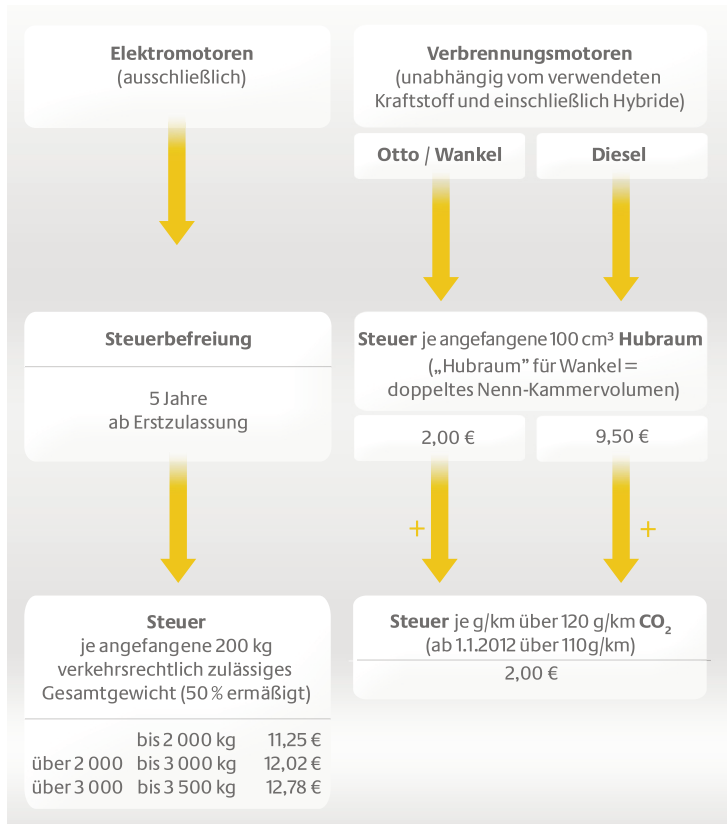 Elektromotoren
(ausschließlich)
Verbrennungsmotoren
(unabhängig vom verwendeten
Kraftstoff und einschließlich Hybride)
Otto / Wankel
Diesel
Steuerbefreiung
5 Jahre
ab Erstzulassung
Steuer je angefangene 100 cm³ Hubraum
(„Hubraum” für Wankel =
doppeltes Nenn-Kammervolumen)
2,00 €
9,50 €
+
+
Steuer
je angefangene 200 kg
verkehrsrechtlich zulässiges
Gesamtgewicht (50 % ermäßigt)
bis 2 000 kg 11,25 €
über 2 000 bis 3 000 kg 12,02 €
über 3 000 bis 3 500 kg 12,78 €
Steuer je g/km über 120 g/km CO₂
(ab 1.1.2012 über 110g/km)
2,00 €